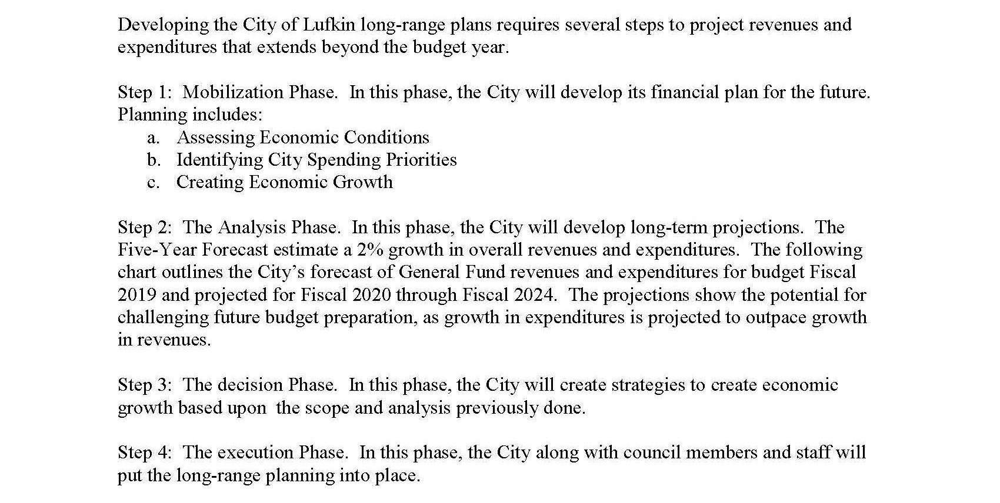 Developing the City of Lufkin long-range plans requires several steps to project revenues and
expenditures that extends beyond the budget year.
Step 1:  Mobilization Phase.  In this phase, the City will develop its financial plan for the future.
Planning includes:
a. Assessing Economic Conditions
b. Identifying City Spending Priorities
c. Creating Economic Growth
Step 2:  The Analysis Phase.  In this phase, the City will develop long-term projections.  The
Five-Year Forecast estimate a 2% growth in overall revenues and expenditures.  The following
chart outlines the City’s forecast of General Fund revenues and expenditures for budget Fiscal
2019 and projected for Fiscal 2020 through Fiscal 2024.  The projections show the potential for
challenging future budget preparation, as growth in expenditures is projected to outpace growth
in revenues.
Step 3:  The decision Phase.  In this phase, the City will create strategies to create economic
growth based upon  the scope and analysis previously done.
Step 4:  The execution Phase.  In this phase, the City along with council members and staff will
put the long-range planning into place.